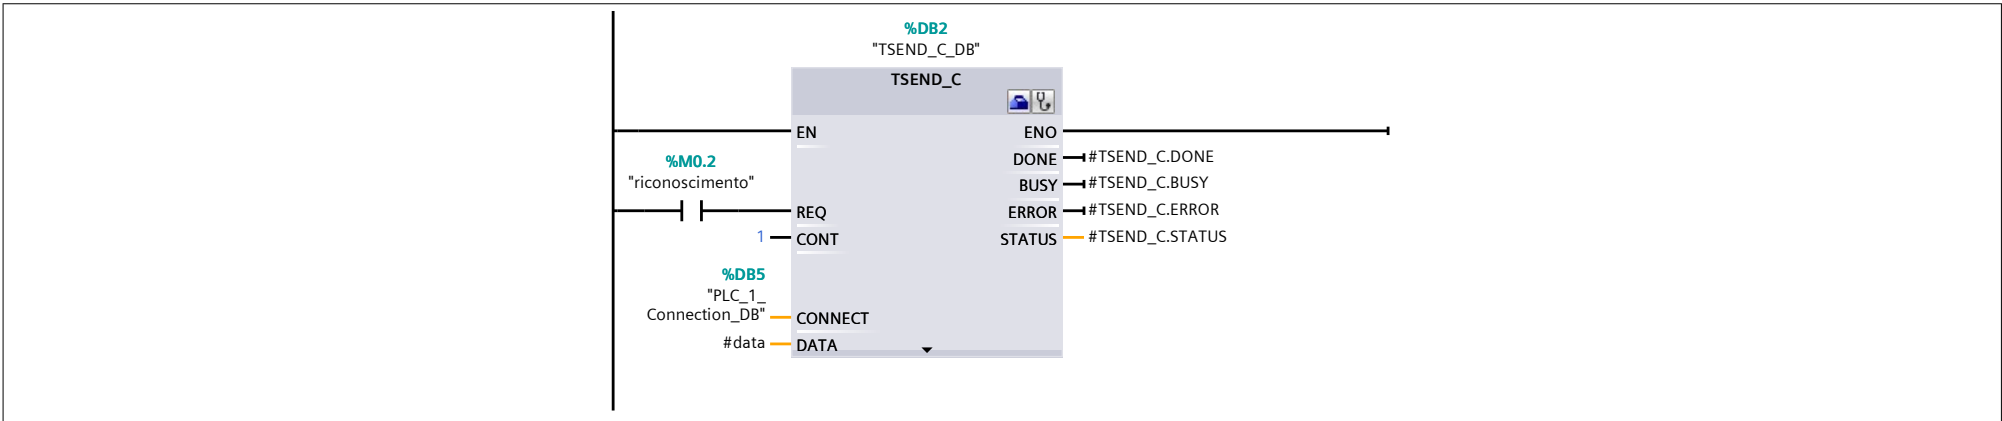 %DB2
"TSEND_C_DB"
TSEND_C
EN
ENO
%M0.2
"riconoscimento"
DONE
#TSEND_C.DONE
BUSY
#TSEND_C.BUSY
REQ
ERROR
#TSEND_C.ERROR
1
CONT
STATUS
#TSEND_C.STATUS
%DB5
"PLC_1_
Connection_DB"
CONNECT
#data
DATA